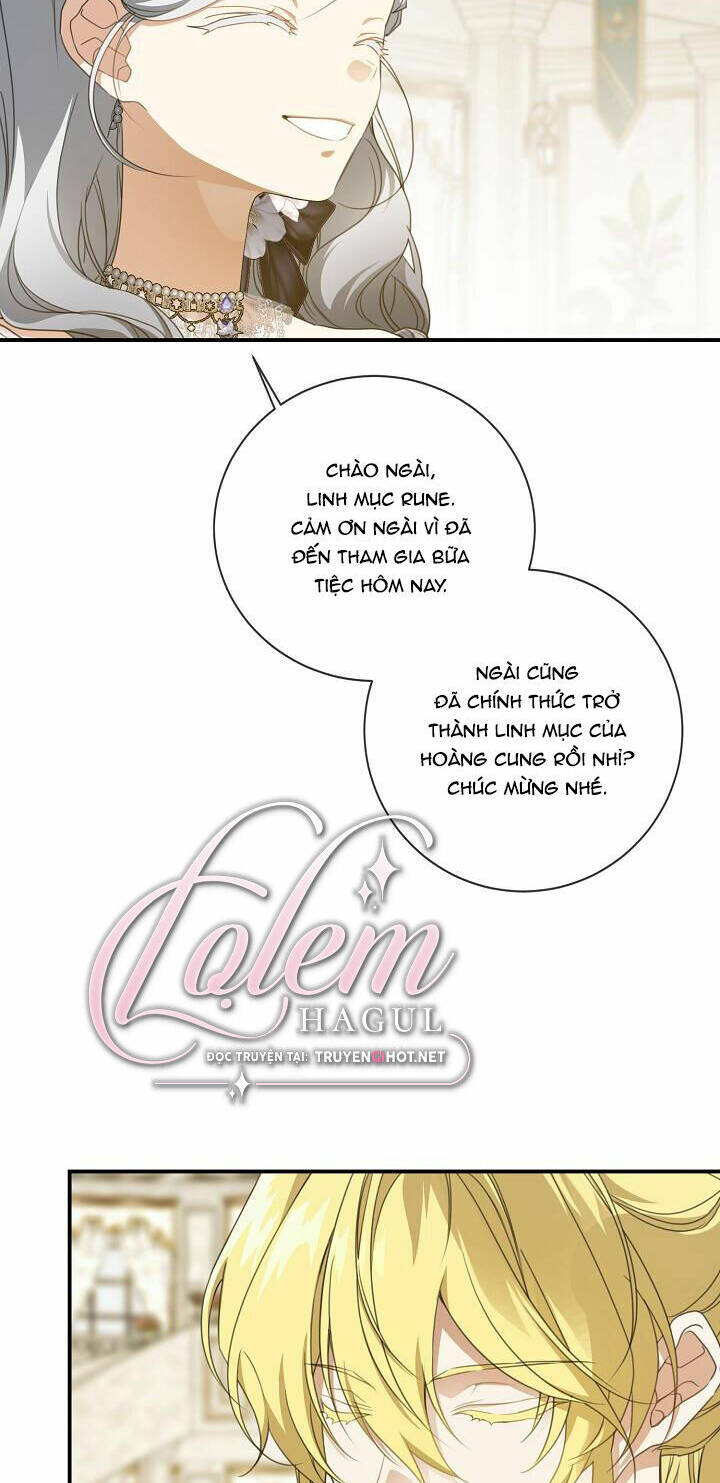 CHÀO NGÀI,
LINH MỤC RUNE.
CẢM ƠN NGÀI VÌ ĐÃ
ĐẾN THAM GIA BỮA
TIỆC HÔM NAY.
NGÀI CŨNG
ĐÃ CHÍNH THỨC TRỞ
THÀNH LINH MỤC CỦA
HOÀNG CUNG RỒI NHỈ?
CHÚC MỪNG NHÉ.
Lọlem
HAGUL
ĐỌC TRUYỆN TẠI: TRUYENGIHOT.NET